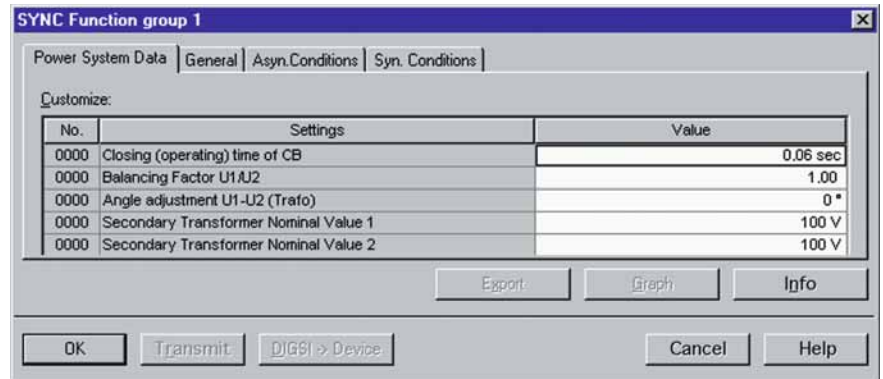 SYNC Function group 1
Power System Data General Asyn.Conditions Syn. Conditions
Customize:
No. Settings Value
0000 Closing (operating) time of CB 0.06 sec
0000 Balancing Factor U1/U2 1.00
0000 Angle adjustment U1-U2 (Trafo) 0 °
0000 Secondary Transformer Nominal Value 1 100 V
0000 Secondary Transformer Nominal Value 2 100 V
Export Graph Info
OK Transmit DIGSI -> Device Cancel Help